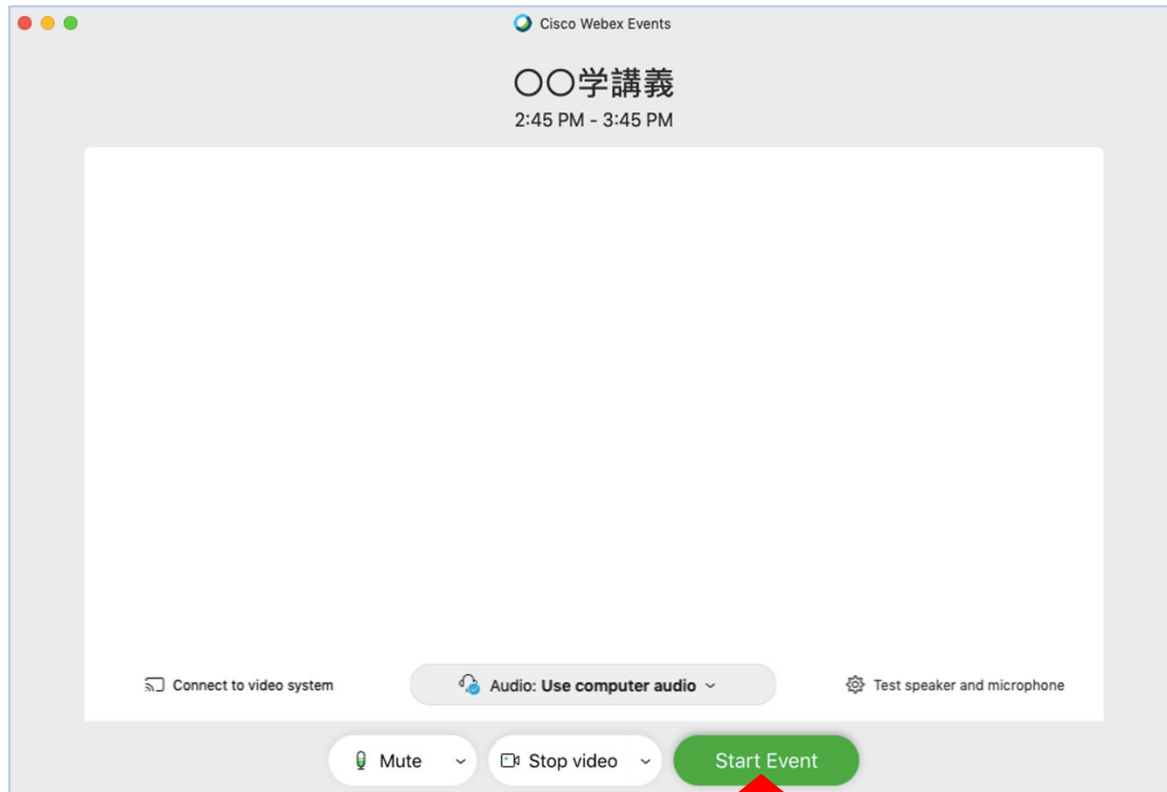 Cisco Webex Events
〇〇学講義
2:45 PM - 3:45 PM
Connect to video system
Audio: Use computer audio
Test speaker and microphone
Mute
Stop video
Start Event